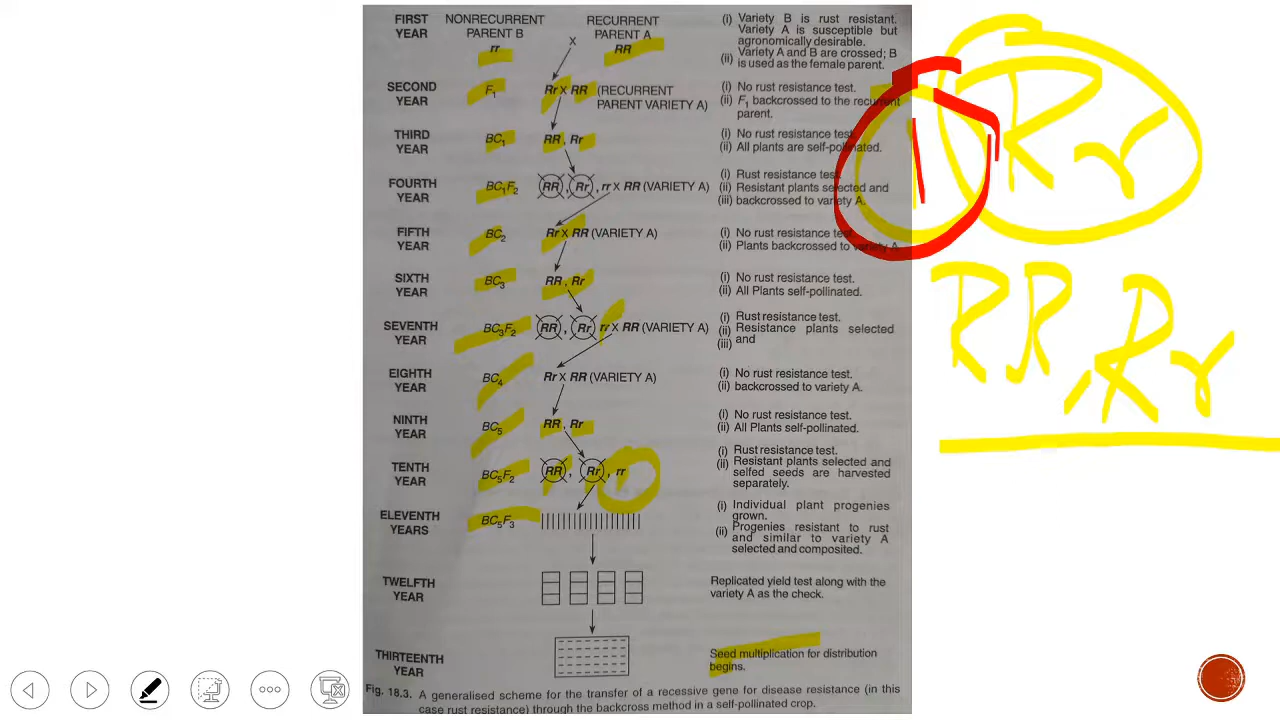 FIRST YEAR
NONRECURRENT PARENT B
rr
RECURRENT PARENT A
RR
X
(i) Variety B is rust resistant. Variety A is susceptible but agronomically desirable.
(ii) Variety A and B are crossed; B is used as the female parent.
SECOND YEAR
F1
Rr X RR (RECURRENT PARENT VARIETY A)
(i) No rust resistance test.
(ii) F1 backcrossed to the recurrent parent.
THIRD YEAR
BC1
RR, Rr
(i) No rust resistance test.
(ii) All plants are self-pollinated.
FOURTH YEAR
BC1F2
RR, Rr, rr X RR (VARIETY A)
(i) Rust resistance test.
(ii) Resistant plants selected and
(iii) backcrossed to variety A.
FIFTH YEAR
BC2
Rr X RR (VARIETY A)
(i) No rust resistance test.
(ii) Plants backcrossed to variety A.
SIXTH YEAR
BC3
RR, Rr
(i) No rust resistance test.
(ii) All Plants self-pollinated.
SEVENTH YEAR
BC3F2
RR, Rr rr X RR (VARIETY A)
(i) Rust resistance test.
(ii) Resistance plants selected
(iii) and
EIGHTH YEAR
BC4
Rr X RR (VARIETY A)
(i) No rust resistance test.
(ii) backcrossed to variety A.
NINTH YEAR
BC5
RR, Rr
(i) No rust resistance test.
(ii) All Plants self-pollinated.
TENTH YEAR
BC5F2
RR, Rr, rr
(i) Rust resistance test.
(ii) Resistant plants selected and selfed seeds are harvested separately.
ELEVENTH YEARS
BC5F3
(i) Individual plant progenies grown.
(ii) Progenies resistant to rust and similar to variety A selected and composited.
TWELFTH YEAR
Replicated yield test along with the variety A as the check.
THIRTEENTH YEAR
Seed multiplication for distribution begins.
Fig. 18.3. A generalised scheme for the transfer of a recessive gene for disease resistance (in this
case rust resistance) through the backcross method in a self-pollinated crop.
Rr
RR, Rr